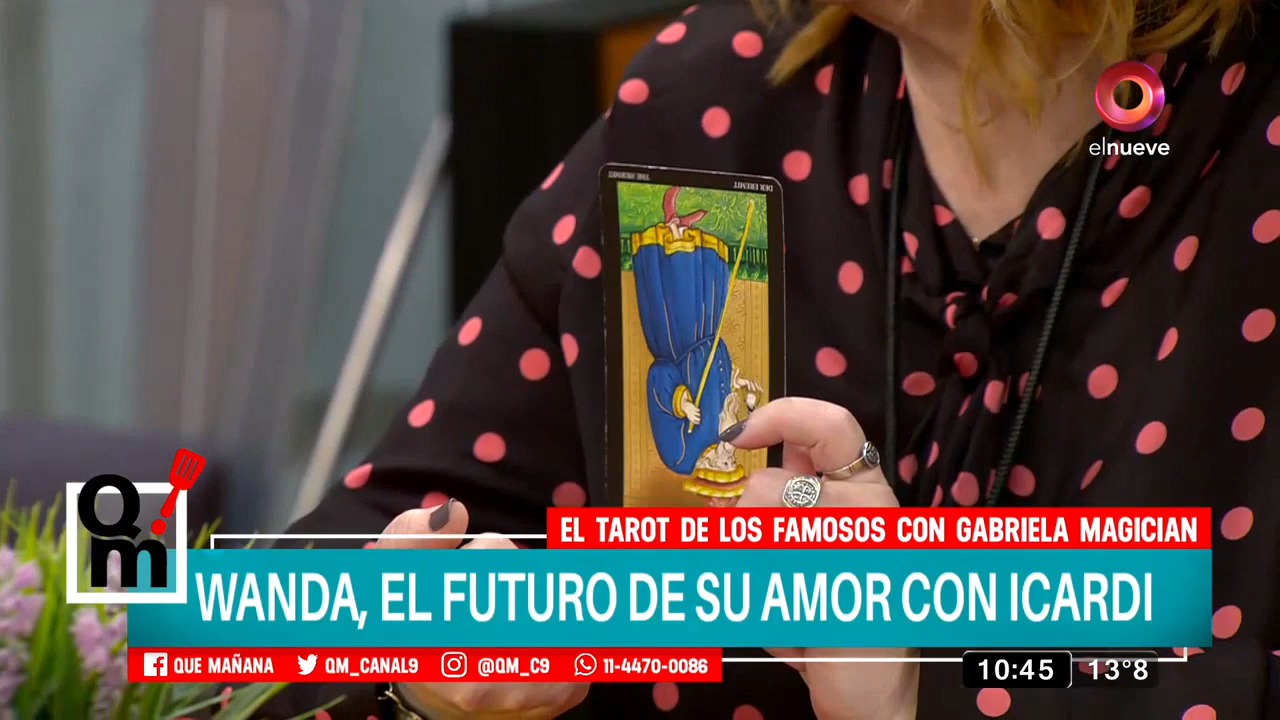 elnueve
THE HERMIT
DER EREMIT
Q!
m
EL TAROT DE LOS FAMOSOS CON GABRIELA MAGICIAN
WANDA, EL FUTURO DE SU AMOR CON ICARDI
QUE MAÑANA QM_CANAL9 @QM_C9 11-4470-0086
10:45 13°8